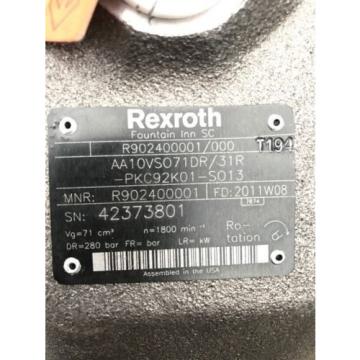 Rexroth
Fountain Inn SC
R902400001/000 T194
AA10VSO71DR/31R
-PKC92K01-SO13
MNR: R902400001 FD: 2011W08
7674
SN: 42373801
Vg=71 cm³ n=1800 min⁻¹ Ro-
tation
DR=280 bar FR=- bar LR=- kW
Assembled in the USA